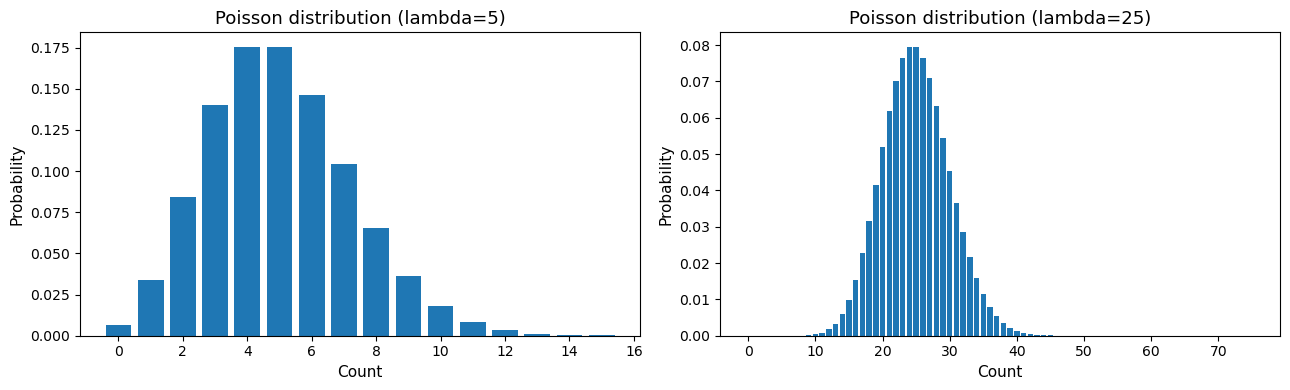 Poisson distribution (lambda=5)
Probability
0.175
0.150
0.125
0.100
0.075
0.050
0.025
0.000
0 2 4 6 8 10 12 14 16
Count
Poisson distribution (lambda=25)
Probability
0.08
0.07
0.06
0.05
0.04
0.03
0.02
0.01
0.00
0 10 20 30 40 50 60 70
Count